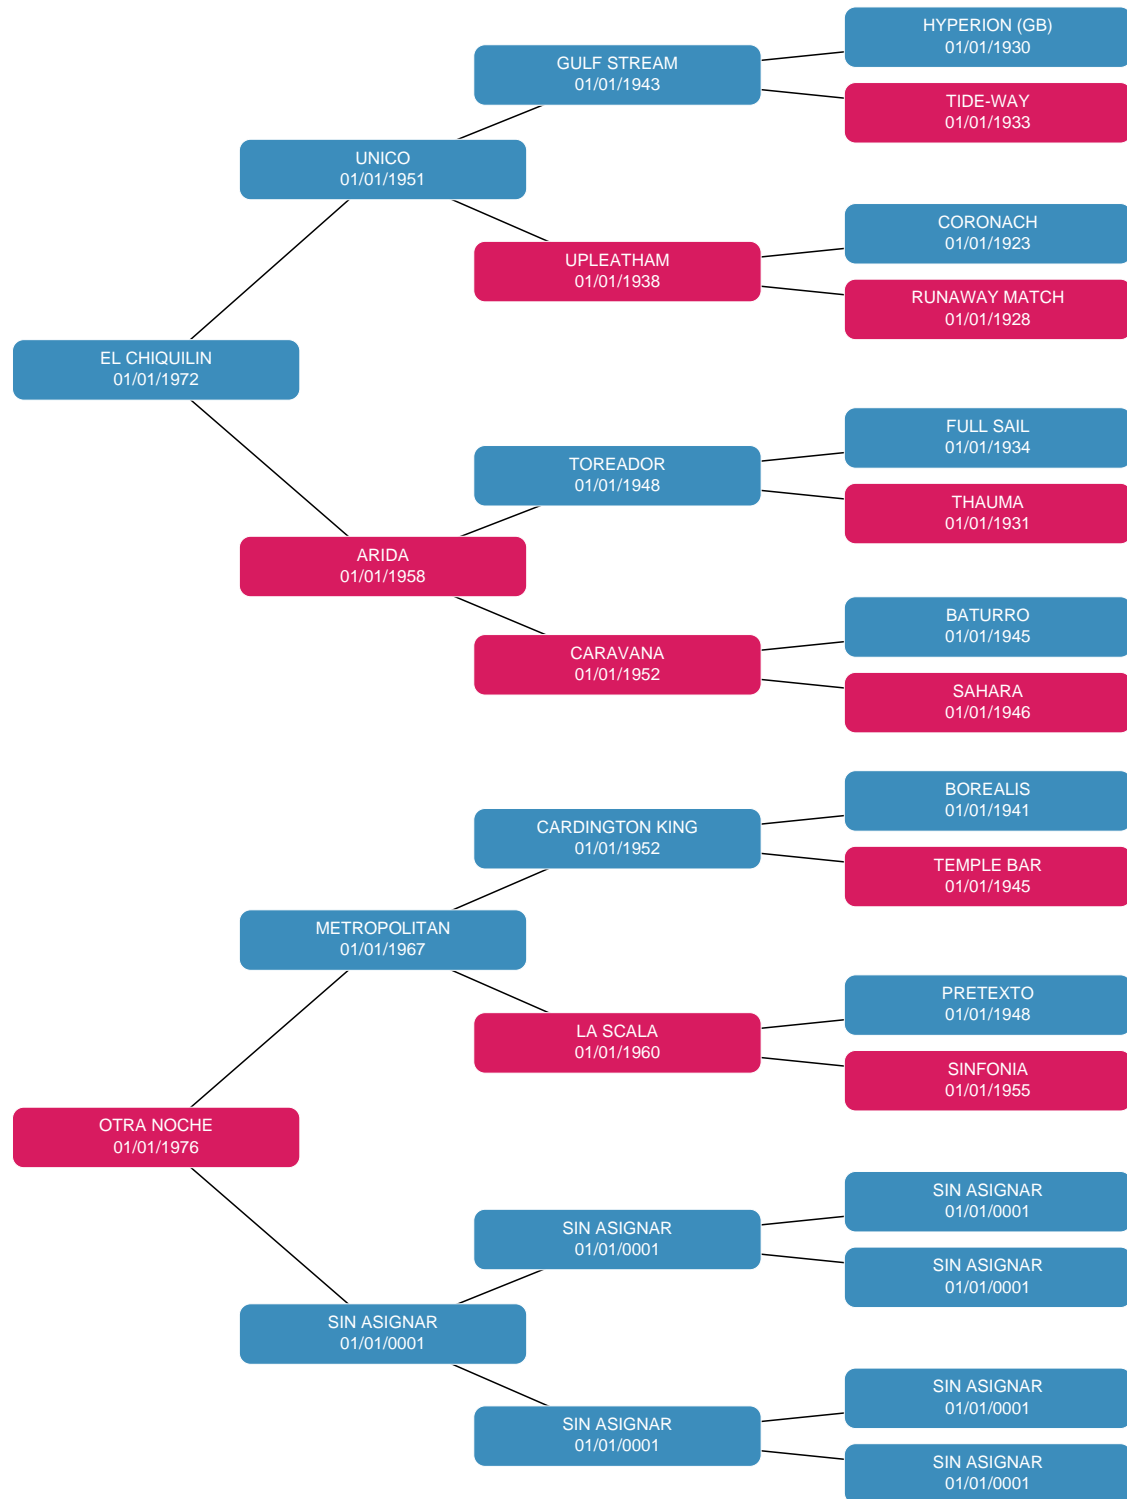 HYPERION (GB)
01/01/1930
GULF STREAM
01/01/1943
TIDE-WAY
01/01/1933
UNICO
01/01/1951
CORONACH
01/01/1923
UPLEATHAM
01/01/1938
RUNAWAY MATCH
01/01/1928
EL CHIQUILIN
01/01/1972
FULL SAIL
01/01/1934
TOREADOR
01/01/1948
THAUMA
01/01/1931
ARIDA
01/01/1958
BATURRO
01/01/1945
CARAVANA
01/01/1952
SAHARA
01/01/1946
BOREALIS
01/01/1941
CARDINGTON KING
01/01/1952
TEMPLE BAR
01/01/1945
METROPOLITAN
01/01/1967
PRETEXTO
01/01/1948
LA SCALA
01/01/1960
SINFONIA
01/01/1955
OTRA NOCHE
01/01/1976
SIN ASIGNAR
01/01/0001
SIN ASIGNAR
01/01/0001
SIN ASIGNAR
01/01/0001
SIN ASIGNAR
01/01/0001
SIN ASIGNAR
01/01/0001
SIN ASIGNAR
01/01/0001
SIN ASIGNAR
01/01/0001